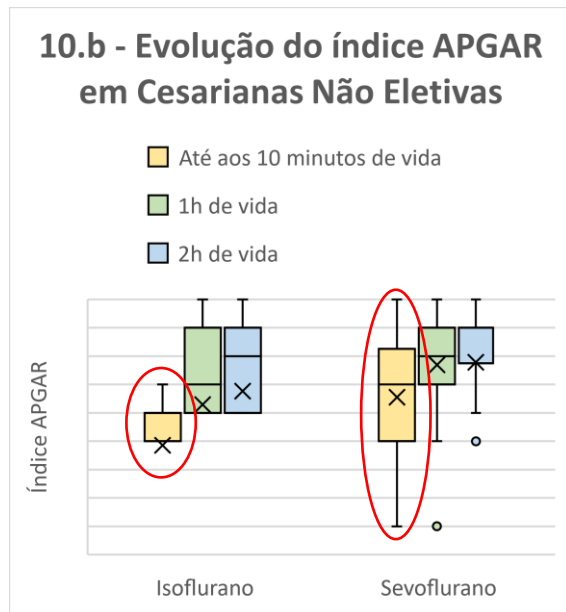 10.b - Evolução do índice APGAR
em Cesarianas Não Eletivas
Até aos 10 minutos de vida
1h de vida
2h de vida
Índice APGAR
Isoflurano
Sevoflurano